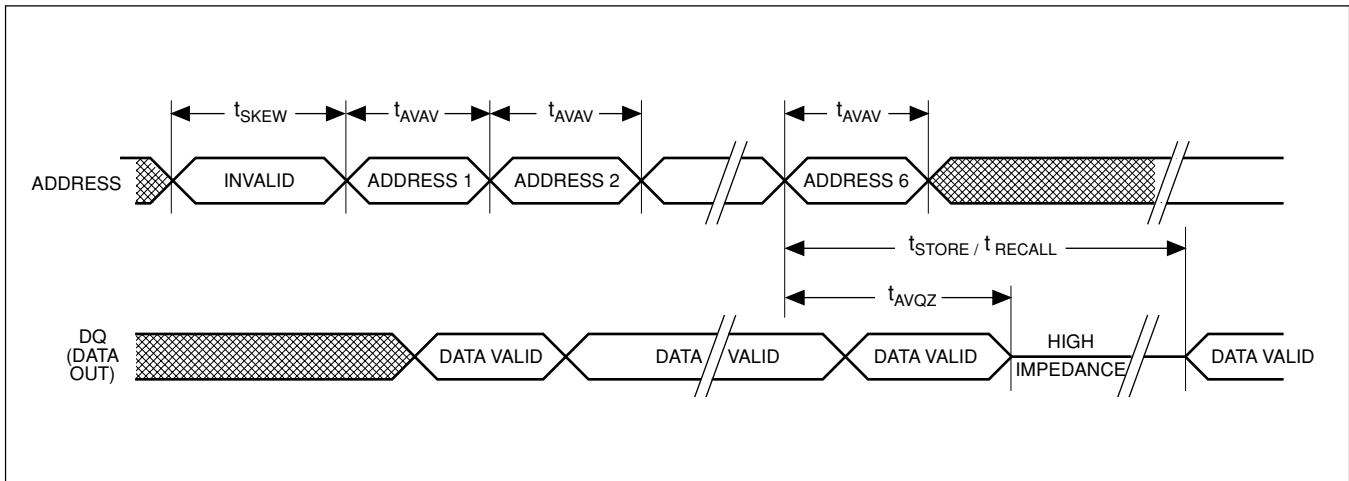 tSKEW tAVAV tAVAV tAVAV
ADDRESS INVALID ADDRESS 1 ADDRESS 2 ADDRESS 6
tSTORE / t RECALL
tAVQZ
DQ
(DATA
OUT)
DATA VALID DATA VALID DATA VALID HIGH
IMPEDANCE
DATA VALID